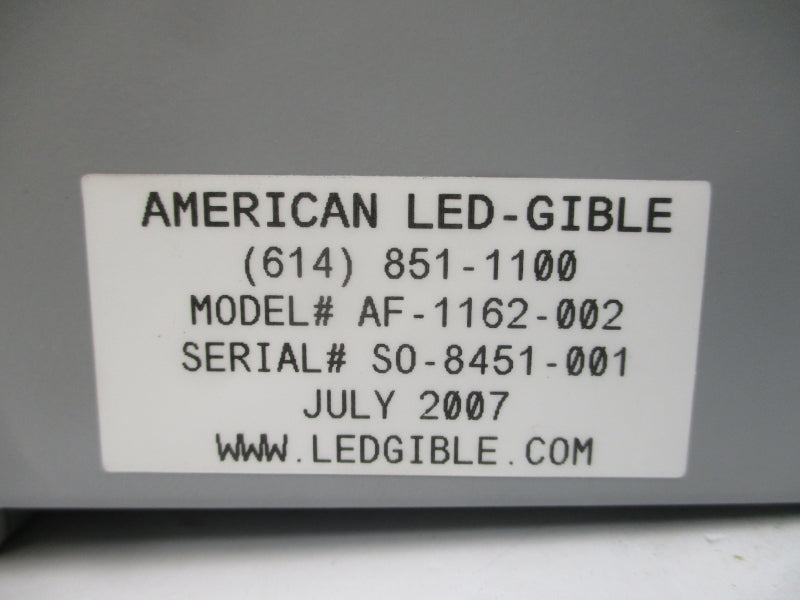 AMERICAN LED-GIBLE
(614) 851-1100
MODEL# AF-1162-002
SERIAL# SO-8451-001
JULY 2007
WWW.LEDGIBLE.COM